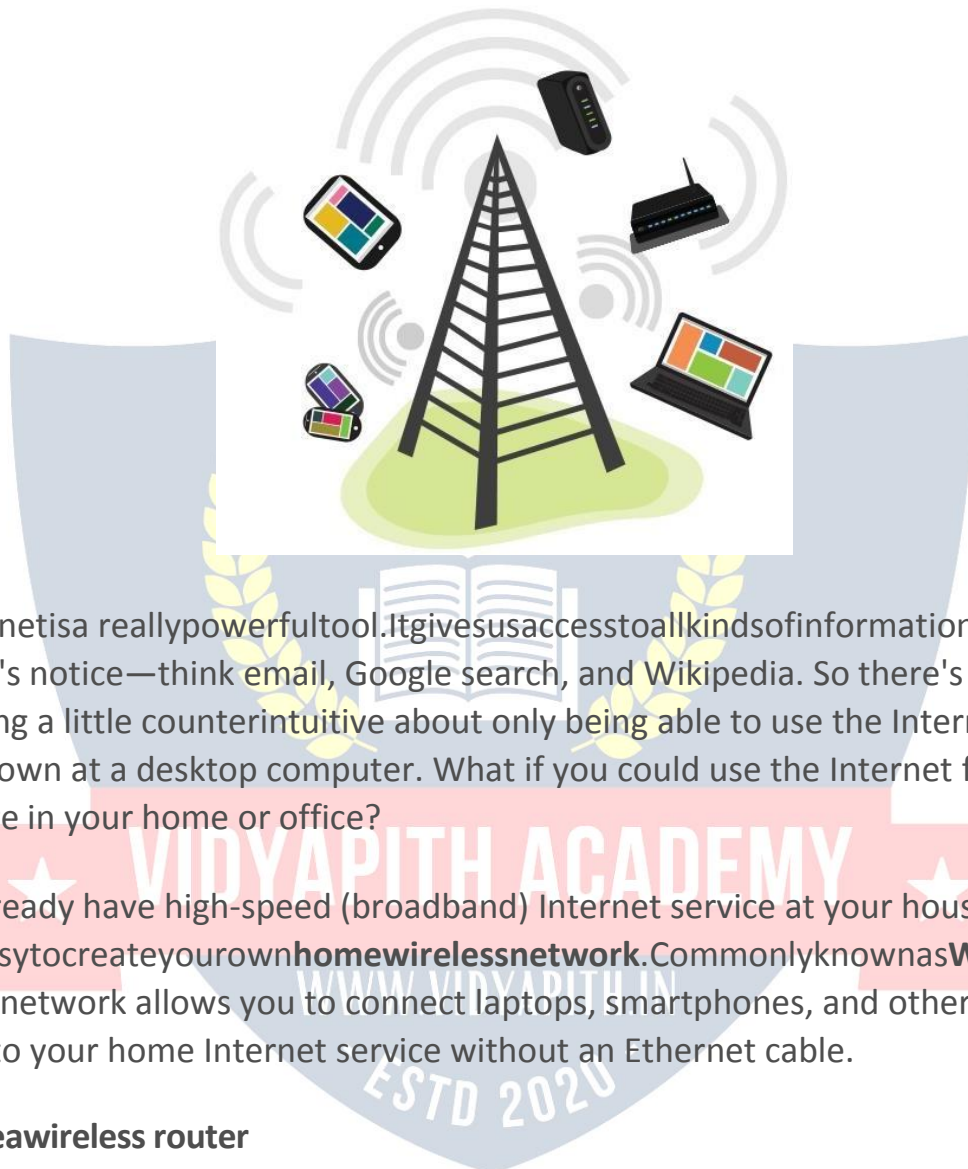 netisa reallypowerfultool.Itgivesusaccesstoallkindsofinformation
's notice—think email, Google search, and Wikipedia. So there's
ng a little counterintuitive about only being able to use the Intern
own at a desktop computer. What if you could use the Internet f
e in your home or office?
VIDYAPITH ACADEMY
ready have high-speed (broadband) Internet service at your hous
sytocreateyourownhomewirelessnetwork.CommonlyknownasW
WWW.VIDYAPITH.IN
network allows you to connect laptops, smartphones, and other
to your home Internet service without an Ethernet cable.
ESTD 2020
eawireless router